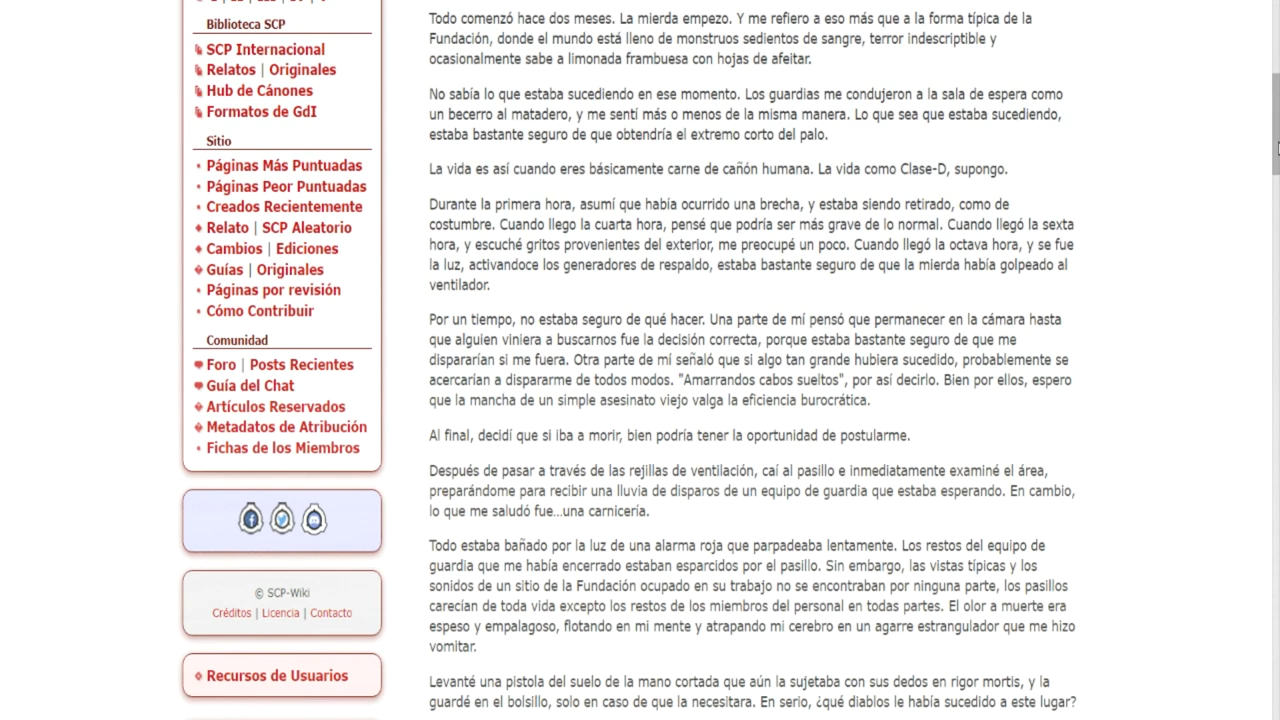 Biblioteca SCP
SCP Internacional
Relatos | Originales
Hub de Cánones
Formatos de GdI
Sitio
Páginas Más Puntuadas
Páginas Peor Puntuadas
Creados Recientemente
Relato | SCP Aleatorio
Cambios | Ediciones
Guías | Originales
Páginas por revisión
Cómo Contribuir
Comunidad
Foro | Posts Recientes
Guía del Chat
Artículos Reservados
Metadatos de Atribución
Fichas de los Miembros
© SCP-Wiki
Créditos | Licencia | Contacto
Recursos de Usuarios
Todo comenzó hace dos meses. La mierda empezo. Y me refiero a eso más que a la forma típica de la
Fundación, donde el mundo está lleno de monstruos sedientos de sangre, terror indescriptible y
ocasionalmente sabe a limonada frambuesa con hojas de afeitar.
No sabía lo que estaba sucediendo en ese momento. Los guardias me condujeron a la sala de espera como
un becerro al matadero, y me sentí más o menos de la misma manera. Lo que sea que estaba sucediendo,
estaba bastante seguro de que obtendría el extremo corto del palo.
La vida es así cuando eres básicamente carne de cañón humana. La vida como Clase-D, supongo.
Durante la primera hora, asumí que había ocurrido una brecha, y estaba siendo retirado, como de
costumbre. Cuando llego la cuarta hora, pensé que podría ser más grave de lo normal. Cuando llegó la sexta
hora, y escuché gritos provenientes del exterior, me preocupé un poco. Cuando llegó la octava hora, y se fue
la luz, activandoce los generadores de respaldo, estaba bastante seguro de que la mierda había golpeado al
ventilador.
Por un tiempo, no estaba seguro de qué hacer. Una parte de mí pensó que permanecer en la cámara hasta
que alguien viniera a buscarnos fue la decisión correcta, porque estaba bastante seguro de que me
dispararían si me fuera. Otra parte de mí señaló que si algo tan grande hubiera sucedido, probablemente se
acercarían a dispararme de todos modos. "Amarrandos cabos sueltos", por así decirlo. Bien por ellos, espero
que la mancha de un simple asesinato viejo valga la eficiencia burocrática.
Al final, decidí que si iba a morir, bien podría tener la oportunidad de postularme.
Después de pasar a través de las rejillas de ventilación, caí al pasillo e inmediatamente examiné el área,
preparándome para recibir una lluvia de disparos de un equipo de guardia que estaba esperando. En cambio,
lo que me saludó fue…una carnicería.
Todo estaba bañado por la luz de una alarma roja que parpadeaba lentamente. Los restos del equipo de
guardia que me había encerrado estaban esparcidos por el pasillo. Sin embargo, las vistas típicas y los
sonidos de un sitio de la Fundación ocupado en su trabajo no se encontraban por ninguna parte, los pasillos
carecían de toda vida excepto los restos de los miembros del personal en todas partes. El olor a muerte era
espeso y empalagoso, flotando en mi mente y atrapando mi cerebro en un agarre estrangulador que me hizo
vomitar.
Levanté una pistola del suelo de la mano cortada que aún la sujetaba con sus dedos en rigor mortis, y la
guardé en el bolsillo, solo en caso de que la necesitara. En serio, ¿qué diablos le había sucedido a este lugar?